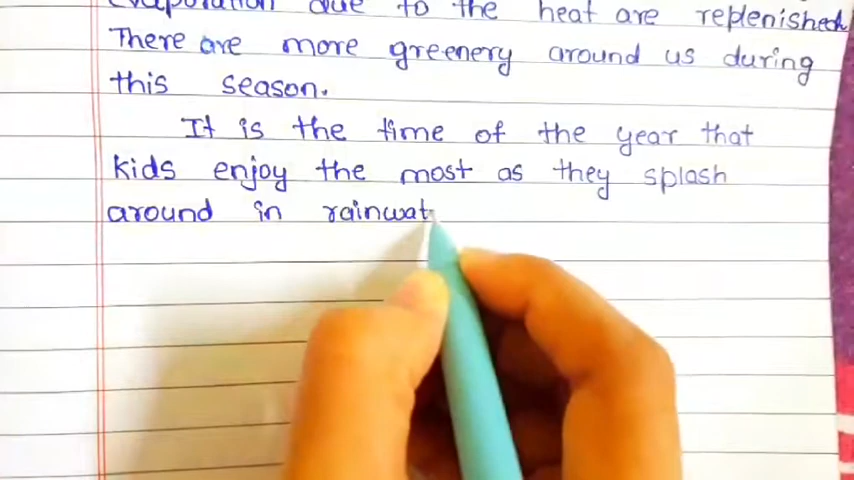 evaporation due to the heat are replenished
There are more greenery around us during
this season.
It is the time of the year that
kids enjoy the most as they splash
around in rainwat